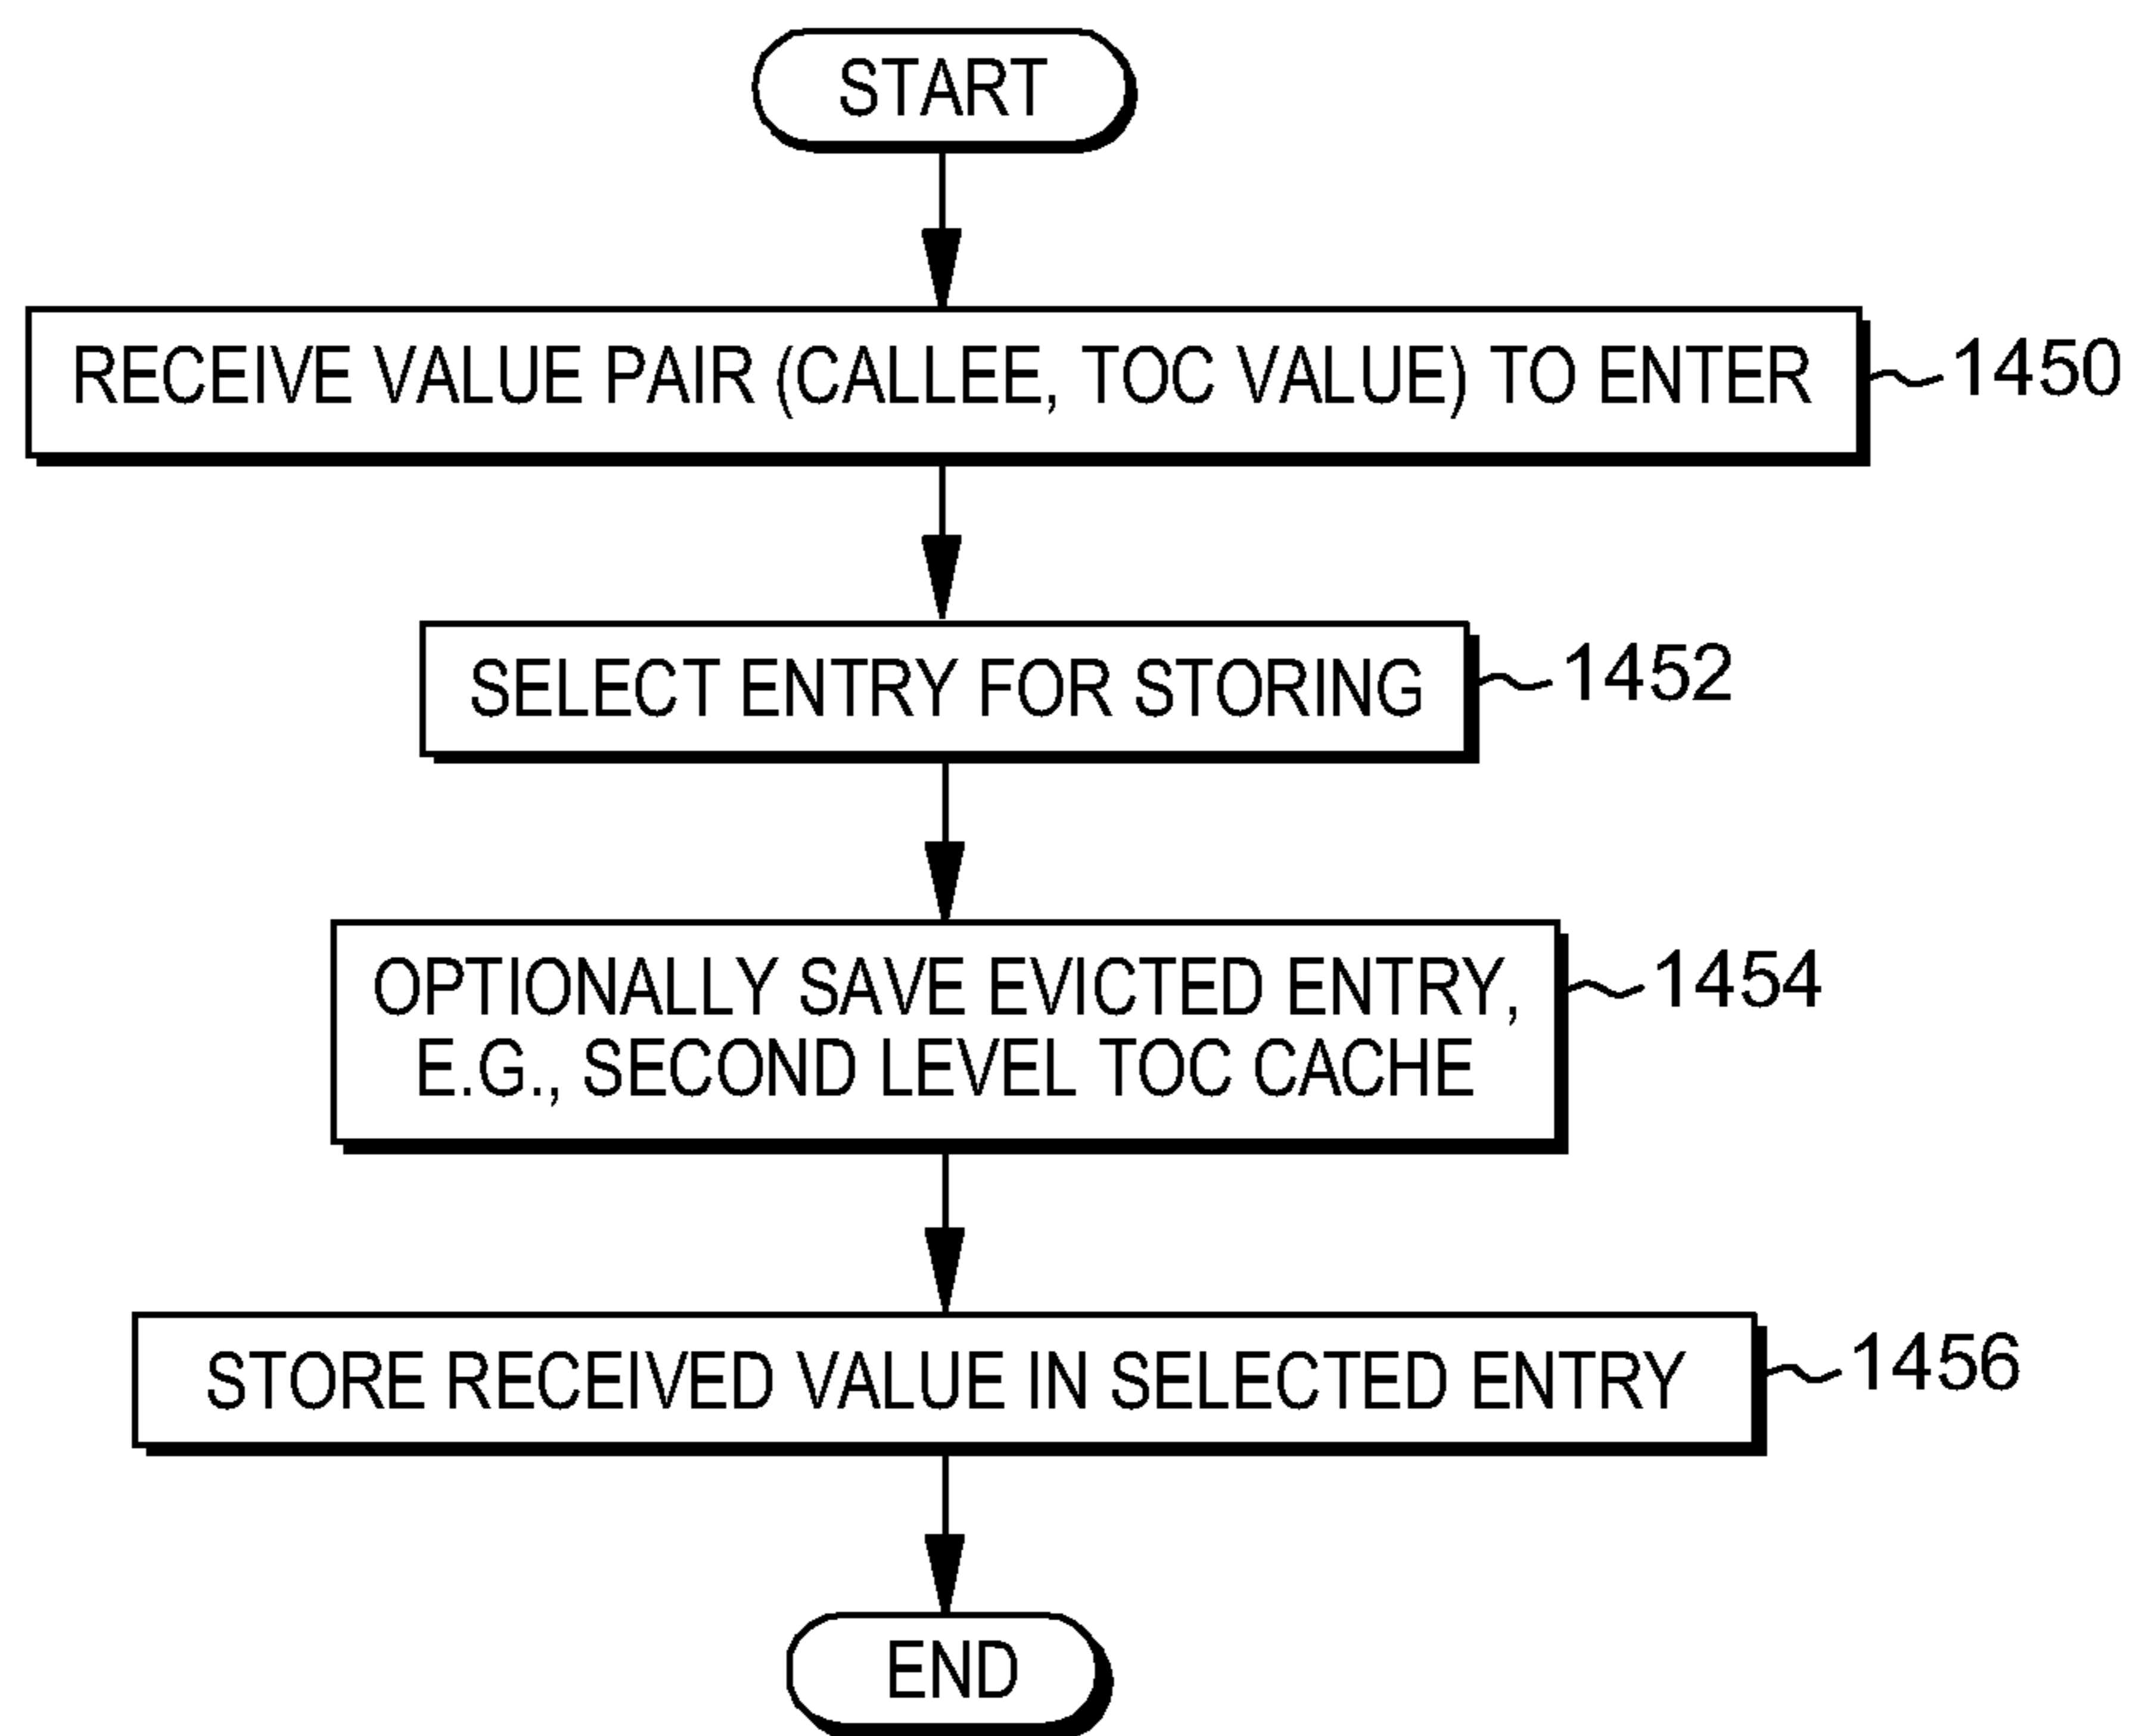 START
RECEIVE VALUE PAIR (CALLEE, TOC VALUE) TO ENTER
1450
SELECT ENTRY FOR STORING
1452
OPTIONALLY SAVE EVICTED ENTRY,
E.G., SECOND LEVEL TOC CACHE
1454
STORE RECEIVED VALUE IN SELECTED ENTRY
1456
END